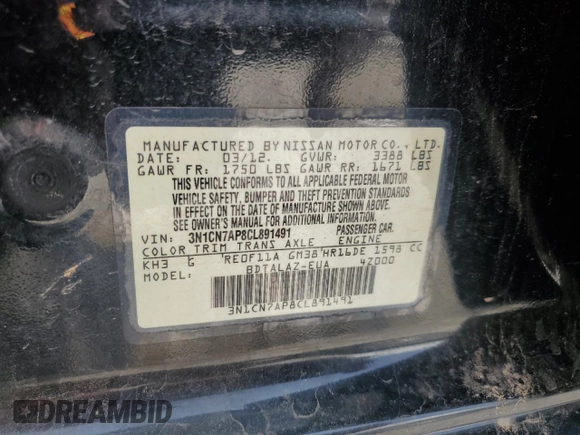 MANUFACTURED BY NISSAN MOTOR CO., LTD.
DATE: 03/12. GVWR: 3388 LBS
GAWR FR: 1750 LBS GAWR RR: 1671 LBS
THIS VEHICLE CONFORMS TO ALL APPLICABLE FEDERAL MOTOR
VEHICLE SAFETY, BUMPER AND THEFT PREVENTION STANDARDS
IN EFFECT ON THE DATE OF MANUFACTURE SHOWN ABOVE.
SEE OWNER'S MANUAL FOR ADDITIONAL INFORMATION.
VIN: 3N1CN7AP8CL891491 PASSENGER CAR.
COLOR TRIM TRANS AXLE ENGINE
KH3 G RE0F11A GM38 HR16DE 1598 CC
MODEL: BDTALAZ-EUA 4Z000
3N1CN7AP8CL891491
DREAMBID